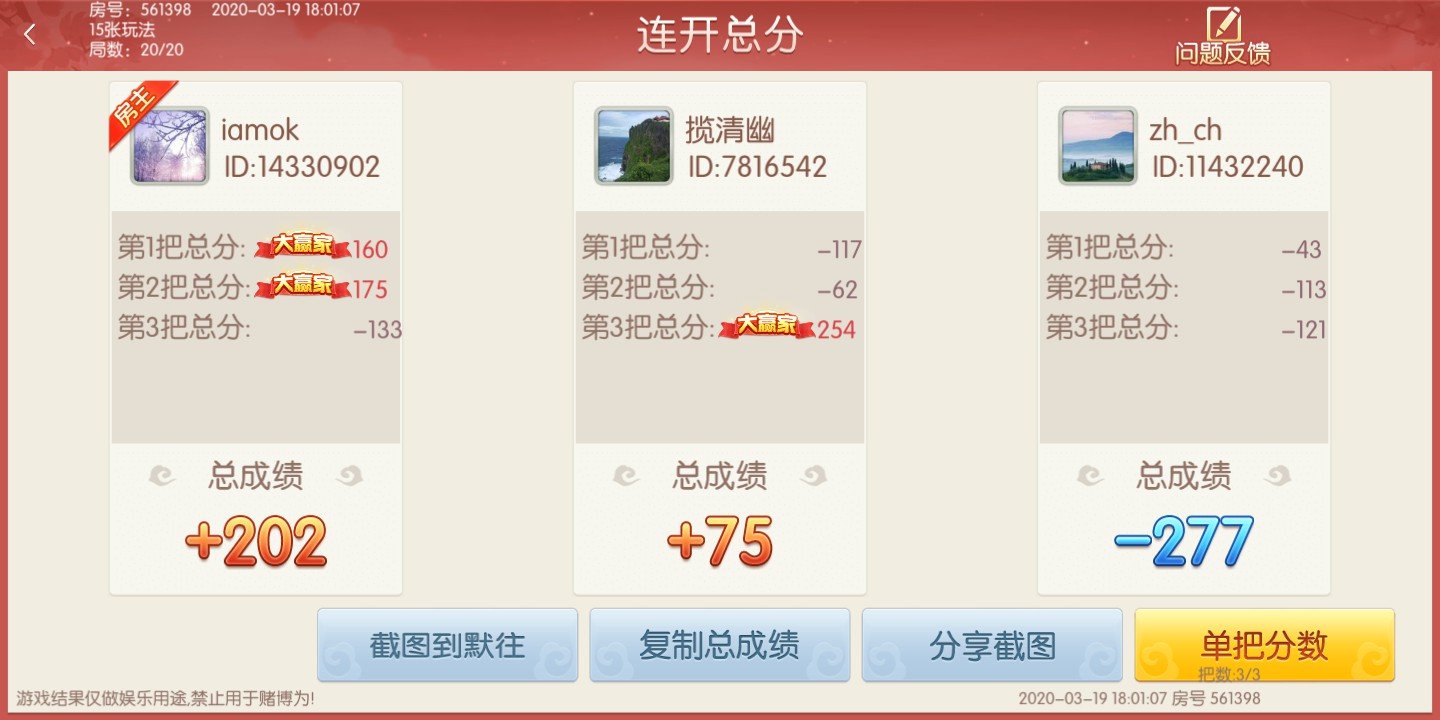 房号：561398 2020-03-19 18:01:07
15张玩法
局数：20/20
连开总分
问题反馈
房主
iamok
ID:14330902
第1把总分: 大赢家 160
第2把总分: 大赢家 175
第3把总分: -133
总成绩
+202
揽清幽
ID:7816542
第1把总分: -117
第2把总分: -62
第3把总分: 大赢家 254
总成绩
+75
zh_ch
ID:11432240
第1把总分: -43
第2把总分: -113
第3把总分: -121
总成绩
-277
截图到默往
复制总成绩
分享截图
单把分数
把数:3/3
游戏结果仅做娱乐用途,禁止用于赌博为!
2020-03-19 18:01:07 房号 561398